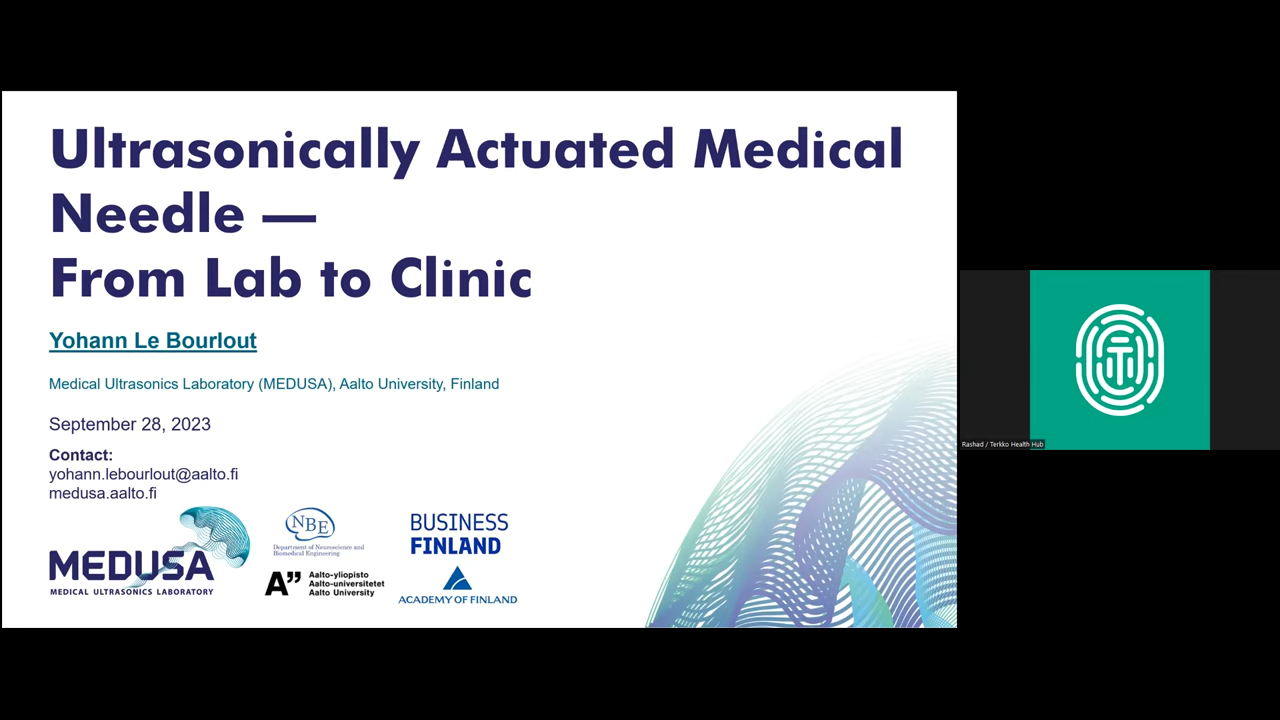 Ultrasonically Actuated Medical
Needle —
From Lab to Clinic
Yohann Le Bourlout
Medical Ultrasonics Laboratory (MEDUSA), Aalto University, Finland
September 28, 2023
Contact:
yohann.lebourlout@aalto.fi
medusa.aalto.fi
MEDUSA
MEDICAL ULTRASONICS LABORATORY
NBE
Department of Neuroscience and
Biomedical Engineering
A”
Aalto-yliopisto
Aalto-universitetet
Aalto University
BUSINESS
FINLAND
ACADEMY OF FINLAND
Rashad / Terkko Health Hub